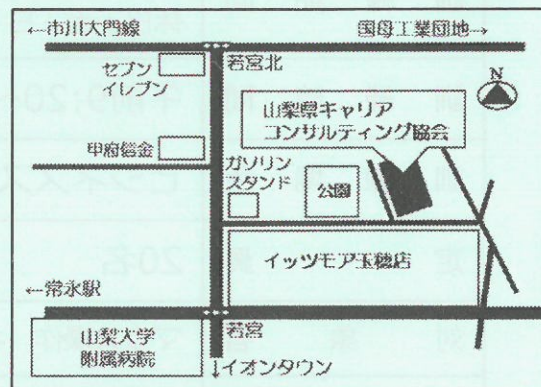 ←市川大門線
国母工業団地→
セブン
イレブン
若宮北
N
山梨県キャリア
コンサルティング協会
甲府信金
ガソリン
スタンド
公園
イッツモア玉穂店
←常永駅
山梨大学
附属病院
若宮
↓イオンタウン
20名